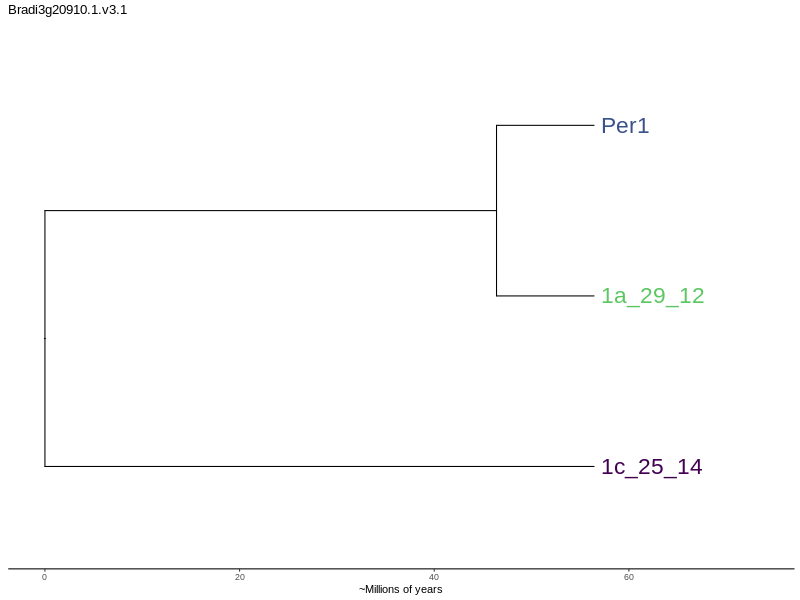 Bradi3g20910.1.v3.1
Per1
1a_29_12
1c_25_14
0 20 40 60
~Millions of years